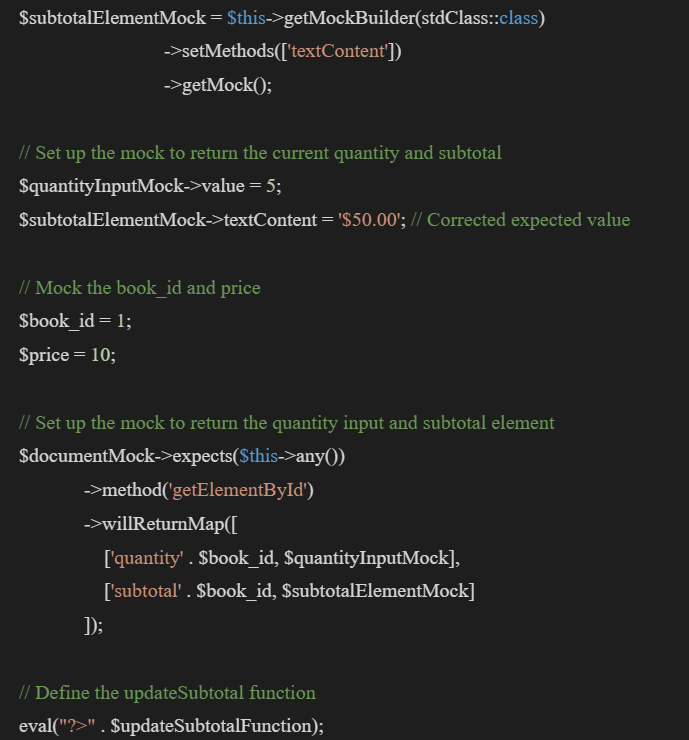 $subtotalElementMock = $this->getMockBuilder(stdClass::class)
->setMethods(['textContent'])
->getMock();
// Set up the mock to return the current quantity and subtotal
$quantityInputMock->value = 5;
$subtotalElementMock->textContent = '$50.00'; // Corrected expected value
// Mock the book_id and price
$book_id = 1;
$price = 10;
// Set up the mock to return the quantity input and subtotal element
$documentMock->expects($this->any())
->method('getElementById')
->willReturnMap([
['quantity' . $book_id, $quantityInputMock],
['subtotal' . $book_id, $subtotalElementMock]
]);
// Define the updateSubtotal function
eval("?>" . $updateSubtotalFunction);